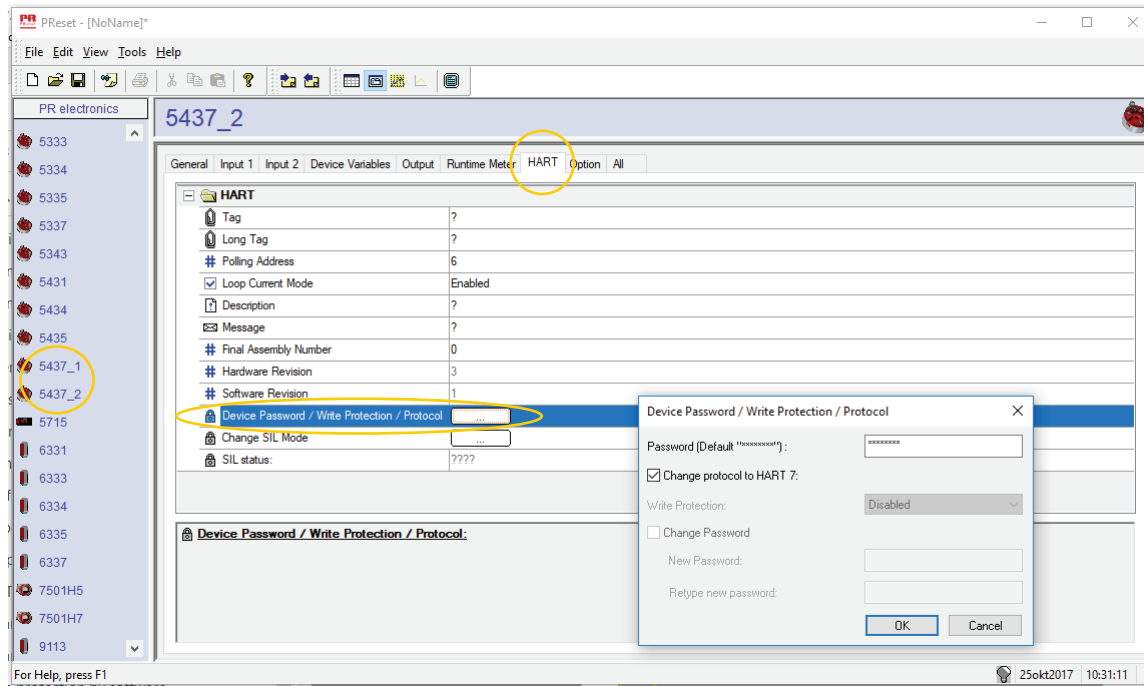 PR PReset - [NoName]*
File Edit View Tools Help
PR electronics
5333
5334
5335
5337
5343
5431
5434
5435
5437_1
5437_2
5715
6331
6333
6334
6335
6337
7501H5
7501H7
9113
5437_2
General Input 1 Input 2 Device Variables Output Runtime Meter HART Option All
HART
Tag ?
Long Tag ?
Polling Address 6
Loop Current Mode Enabled
Description ?
Message ?
Final Assembly Number 0
Hardware Revision 3
Software Revision 1
Device Password / Write Protection / Protocol ...
Change SIL Mode ...
SIL status: ????
Device Password / Write Protection / Protocol:
Device Password / Write Protection / Protocol
Password (Default "********") : ********
Change protocol to HART 7:
Write Protection: Disabled
Change Password
New Password:
Retype new password:
OK Cancel
For Help, press F1 25okt2017 10:31:11